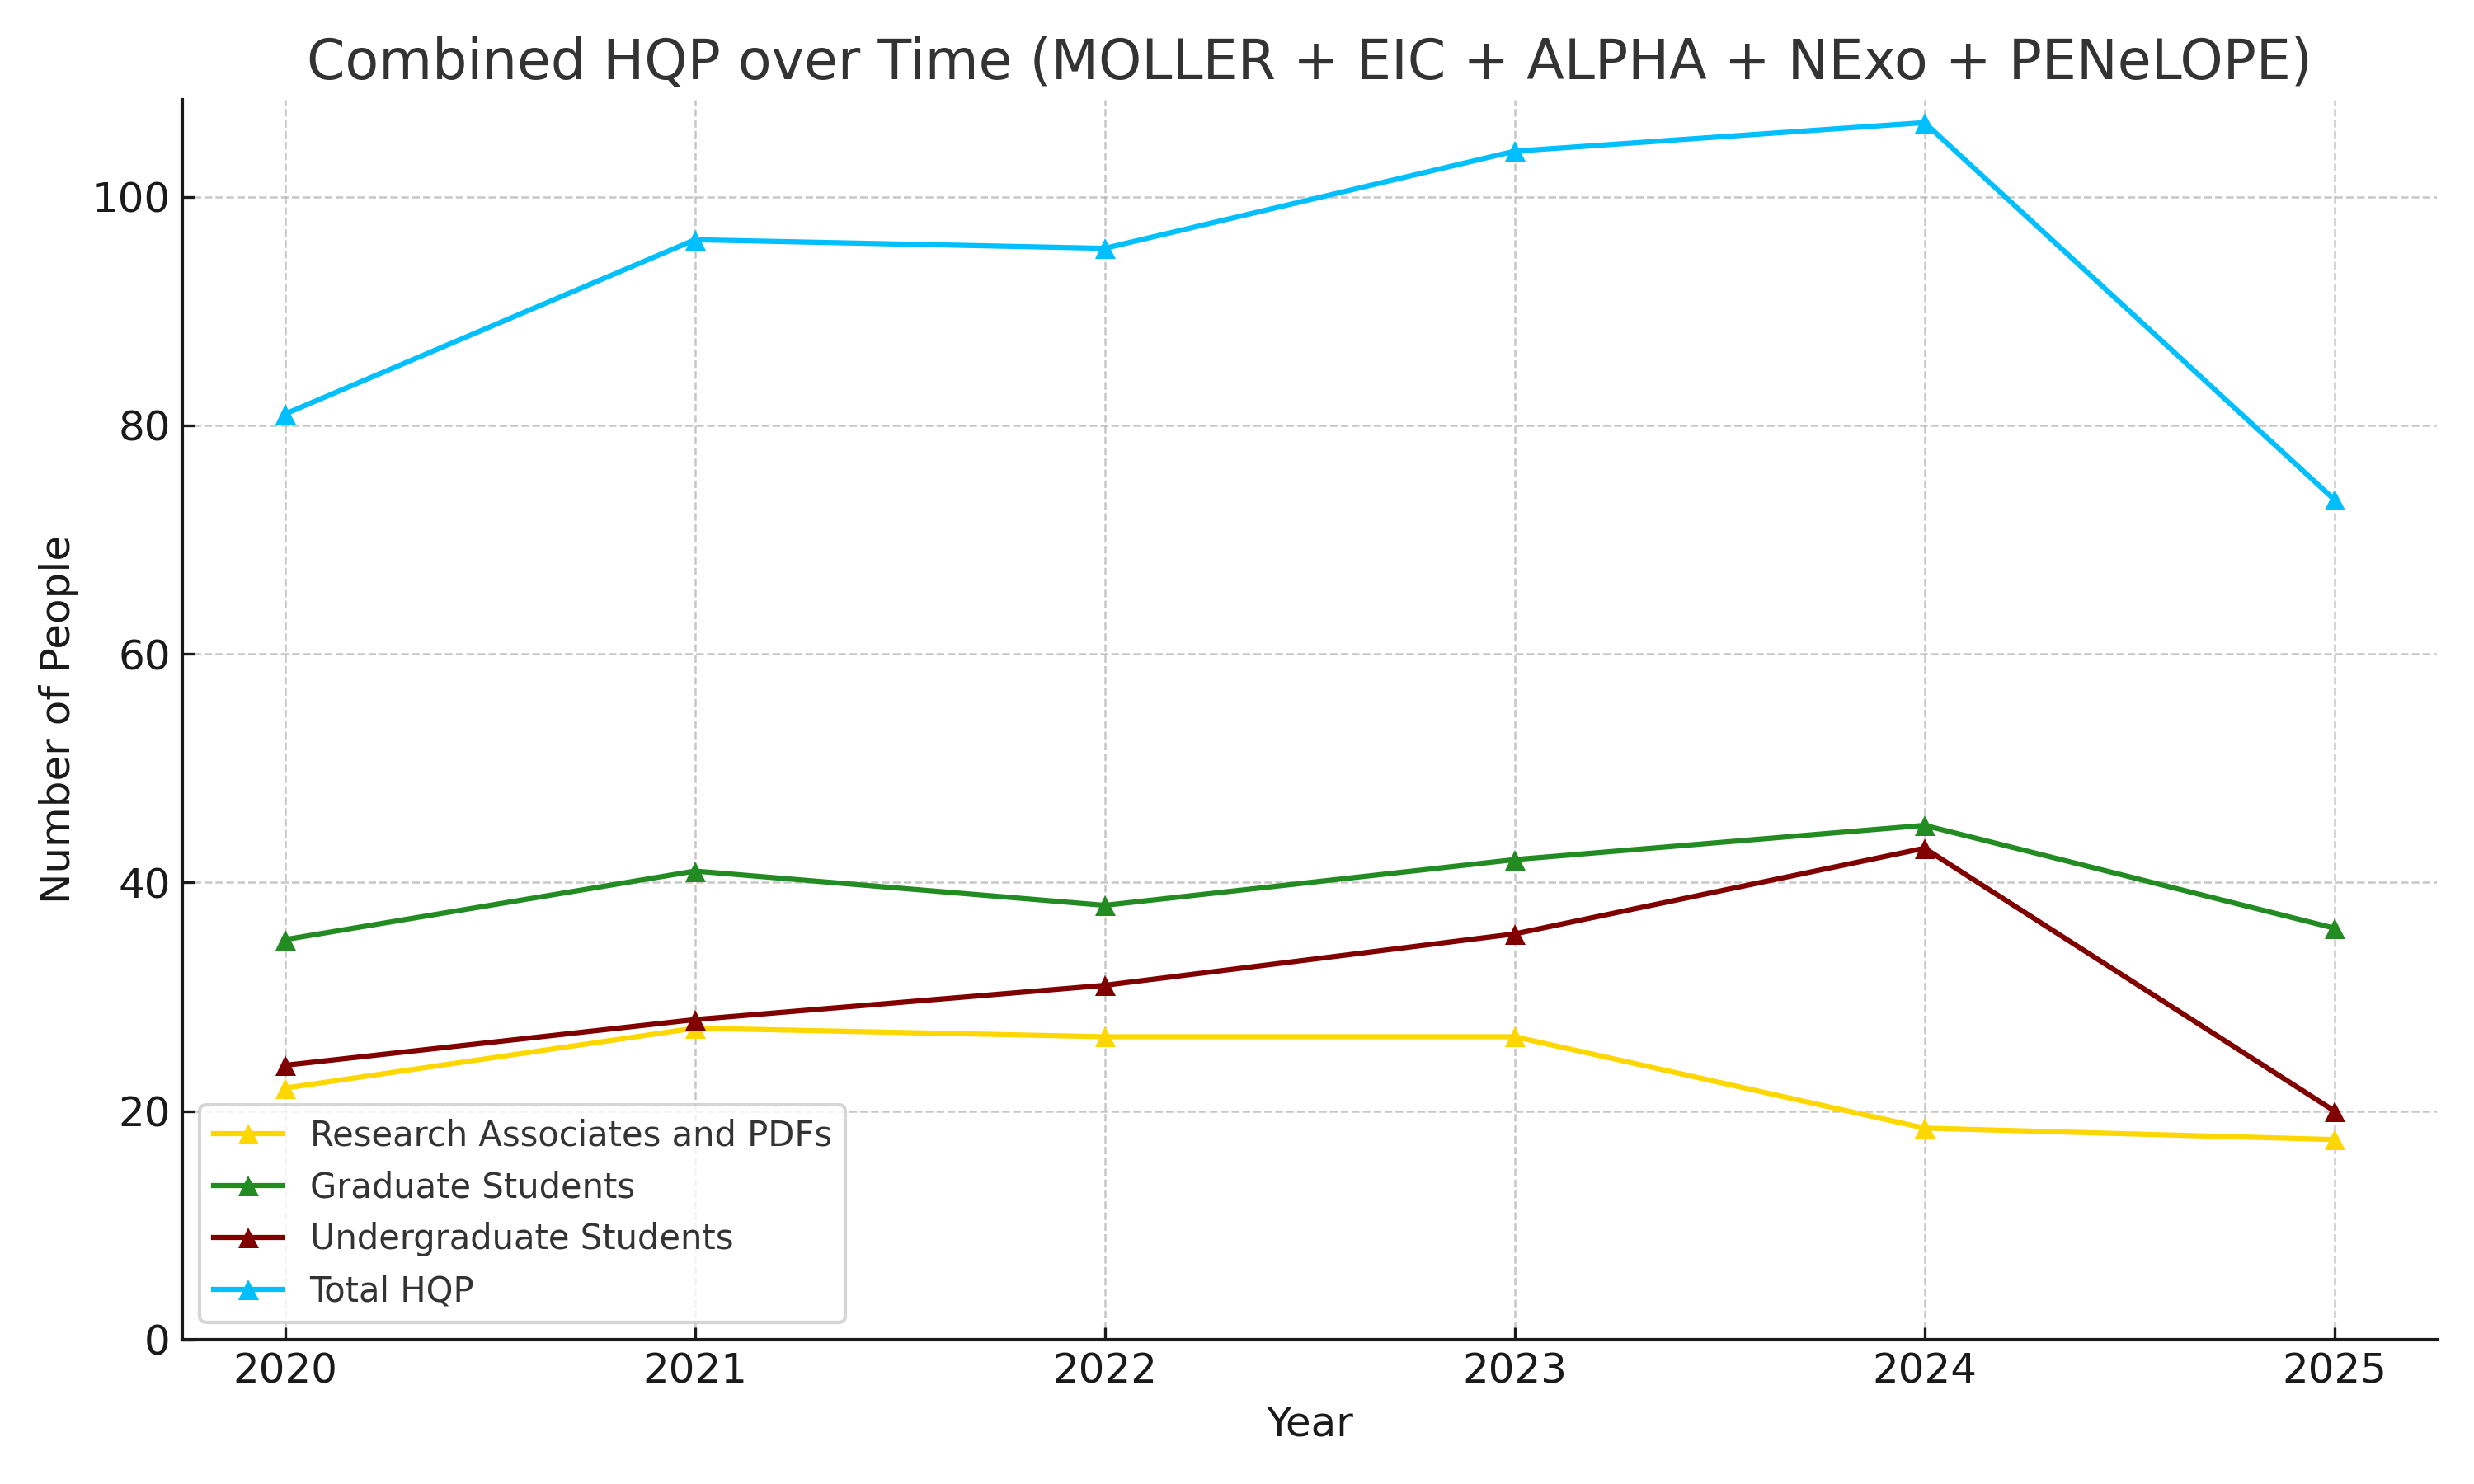 Combined HQP over Time (MOLLER + EIC + ALPHA + NExo + PENeLOPE)
Number of People
100
80
60
40
20
0
Research Associates and PDFs
Graduate Students
Undergraduate Students
Total HQP
2020 2021 2022 2023 2024 2025
Year